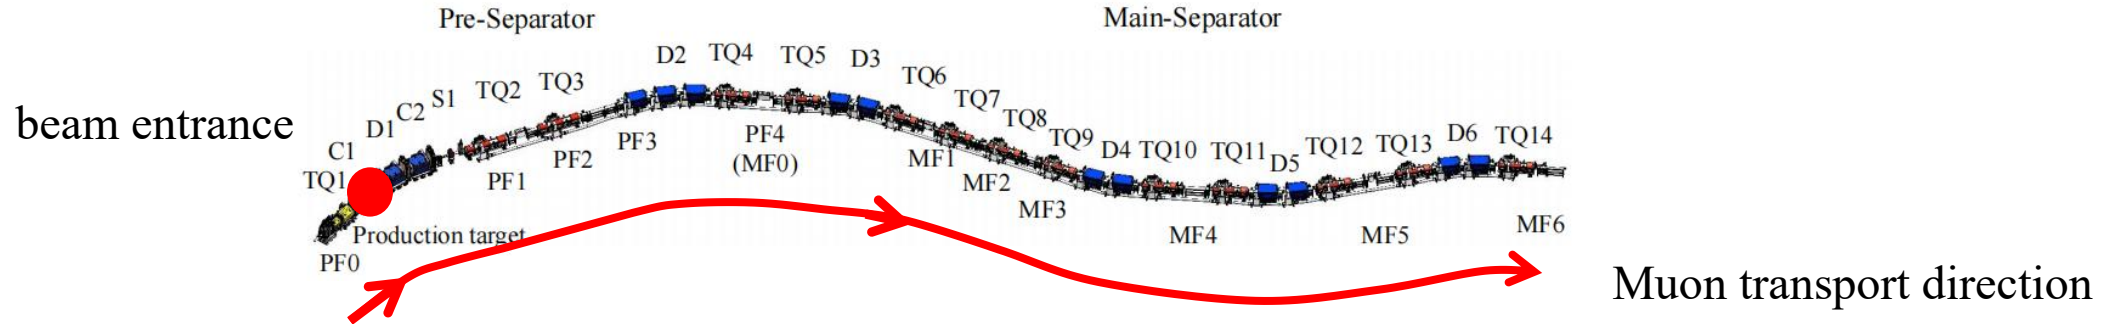 Pre-Separator
Main-Separator
beam entrance
TQ1
C1
D1
C2
S1
TQ2
TQ3
D2
TQ4
TQ5
D3
TQ6
TQ7
TQ8
TQ9
D4
TQ10
TQ11
D5
TQ12
TQ13
D6
TQ14
Production target
PF0
PF1
PF2
PF3
PF4
(MF0)
MF1
MF2
MF3
MF4
MF5
MF6
Muon transport direction